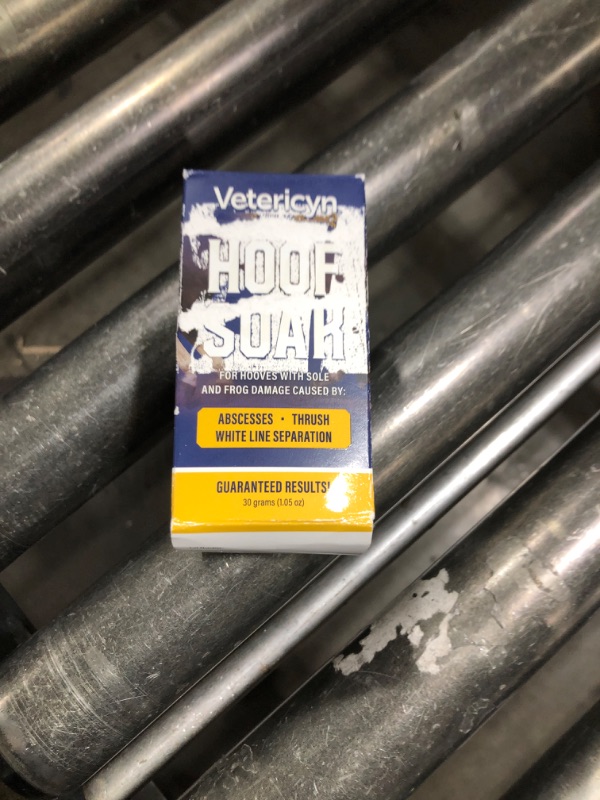 Vetericyn
HOOF
SOAK
FOR HOOVES WITH SOLE
AND FROG DAMAGE CAUSED BY:
ABSCESSES • THRUSH
WHITE LINE SEPARATION
GUARANTEED RESULTS!
30 grams (1.05 oz)